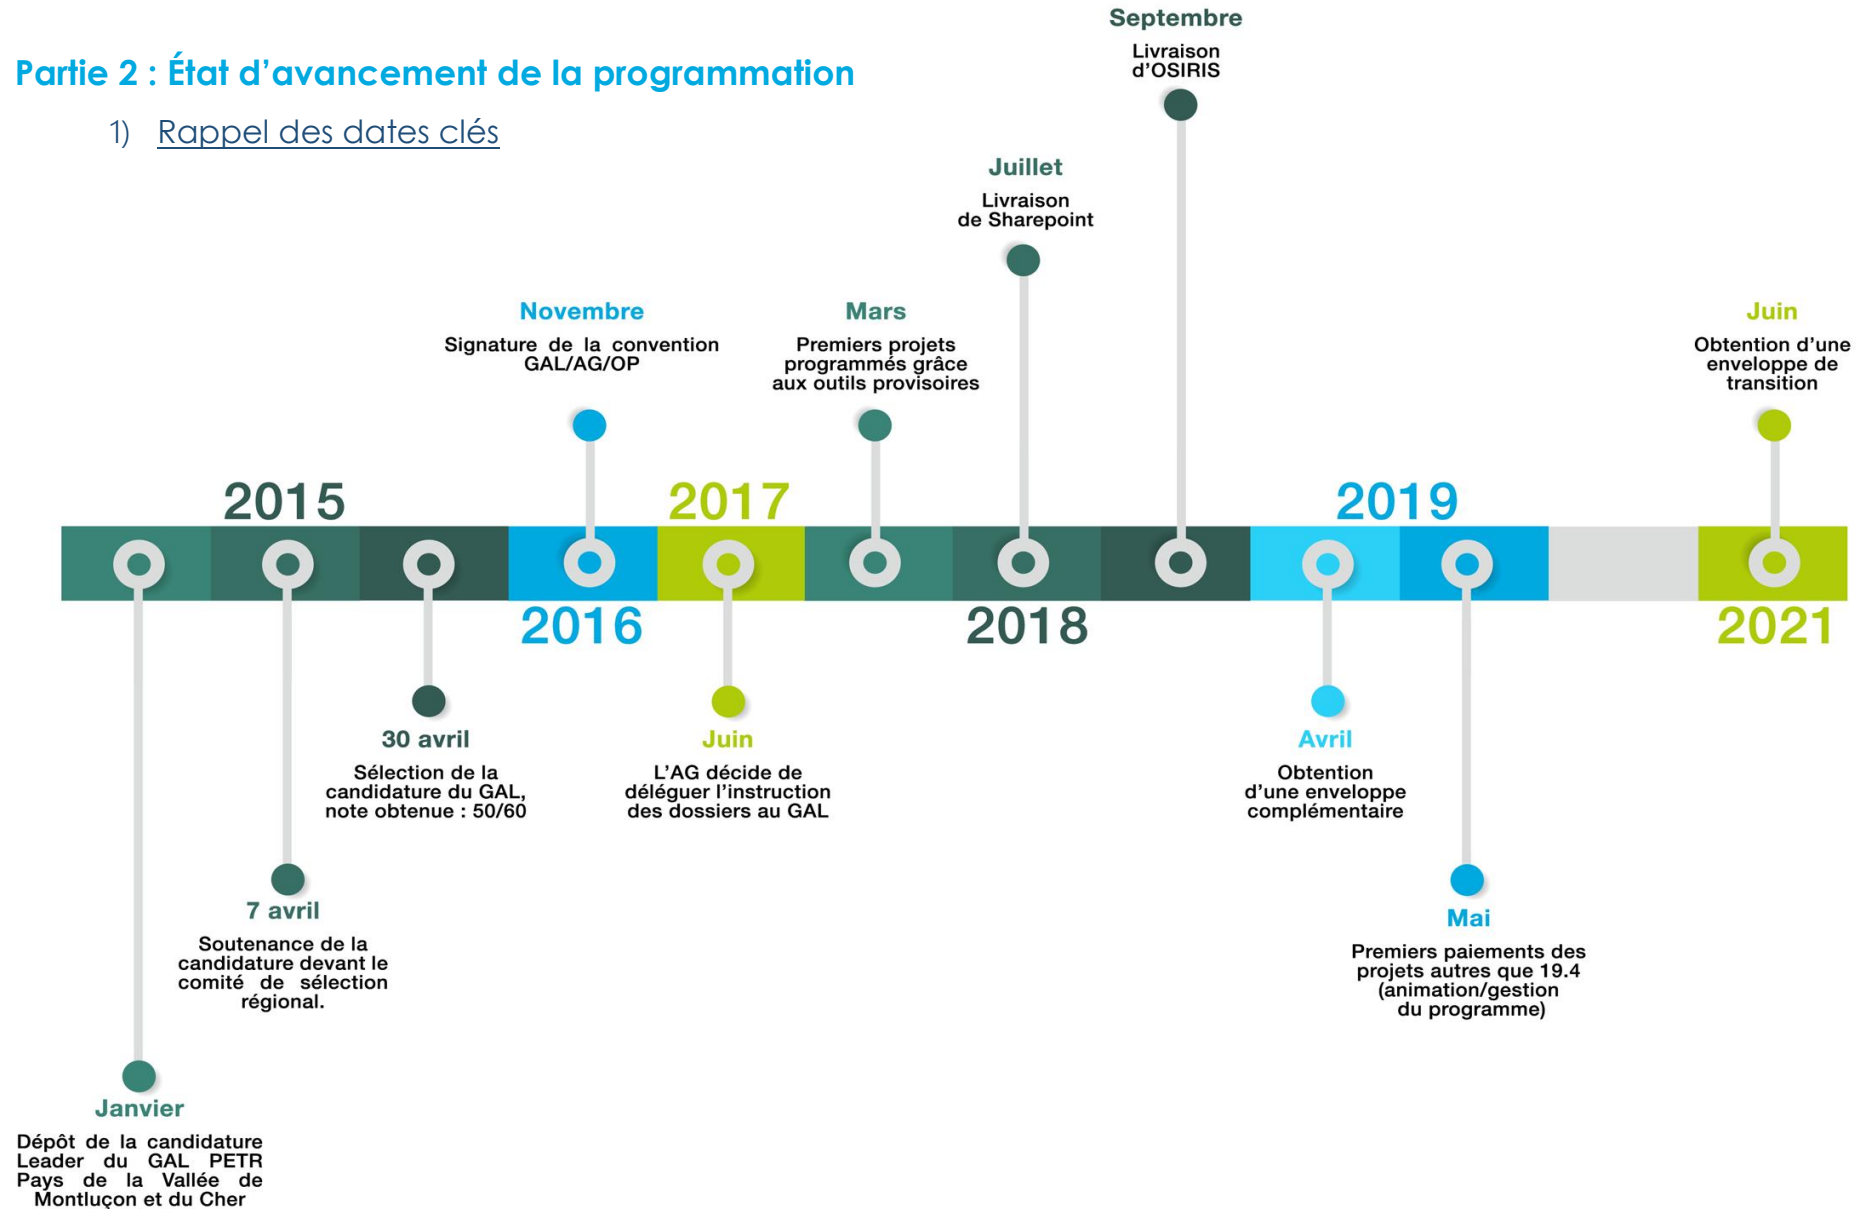 Partie 2 : État d’avancement de la programmation
1) Rappel des dates clés
Septembre
Livraison
d’OSIRIS
Juillet
Livraison
de Sharepoint
Novembre
Signature de la convention
GAL/AG/OP
Mars
Premiers projets
programmés grâce
aux outils provisoires
Juin
Obtention d’une
enveloppe de
transition
2015
2017
2019
2016
2018
2021
30 avril
Sélection de la
candidature du GAL,
note obtenue : 50/60
Juin
L’AG décide de
déléguer l’instruction
des dossiers au GAL
Avril
Obtention
d’une enveloppe
complémentaire
7 avril
Soutenance de la
candidature devant le
comité de sélection
régional.
Mai
Premiers paiements des
projets autres que 19.4
(animation/gestion
du programme)
Janvier
Dépôt de la candidature
Leader du GAL PETR
Pays de la Vallée de
Montluçon et du Cher